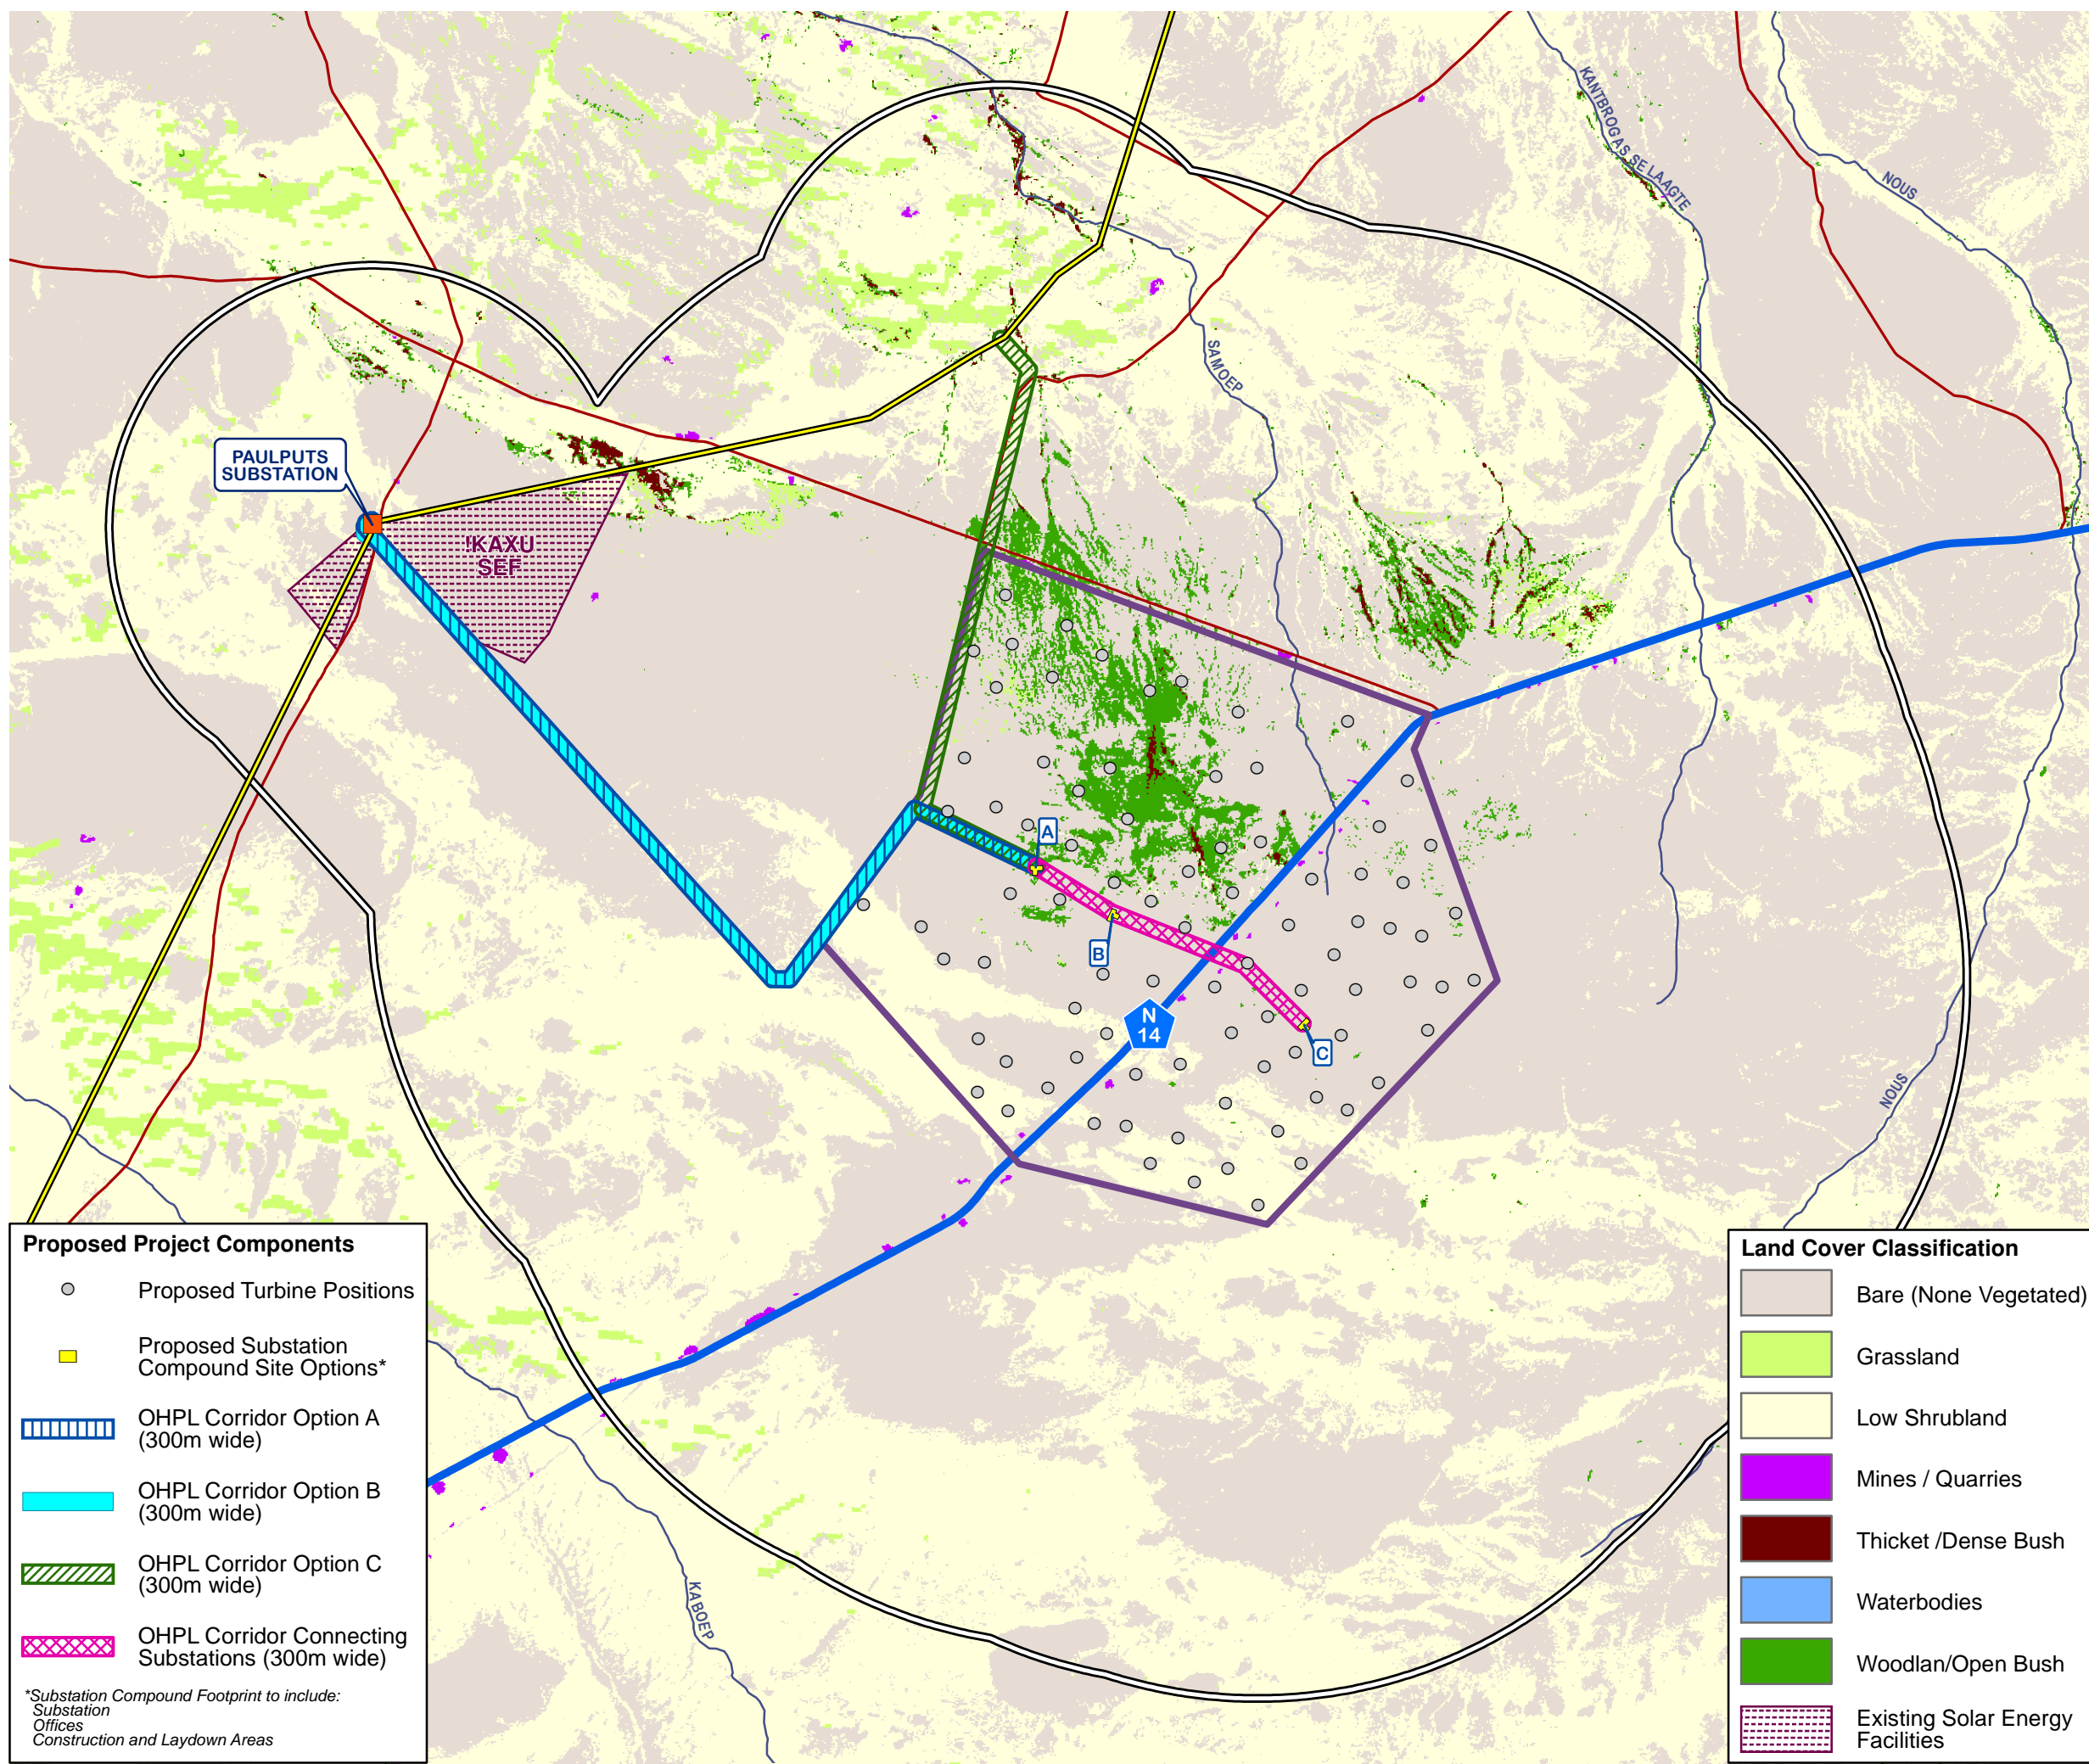 KANTBROGAS SE LAAGTE
NOUS
SAMOEP
PAULPUTS
SUBSTATION
!KAXU
SEF
A
B
N
14
C
NOUS
KABOEP
Proposed Project Components
Proposed Turbine Positions
Proposed Substation
Compound Site Options*
OHPL Corridor Option A
(300m wide)
OHPL Corridor Option B
(300m wide)
OHPL Corridor Option C
(300m wide)
OHPL Corridor Connecting
Substations (300m wide)
*Substation Compound Footprint to include:
Substation
Offices
Construction and Laydown Areas
Land Cover Classification
Bare (None Vegetated)
Grassland
Low Shrubland
Mines / Quarries
Thicket /Dense Bush
Waterbodies
Woodlan/Open Bush
Existing Solar Energy
Facilities